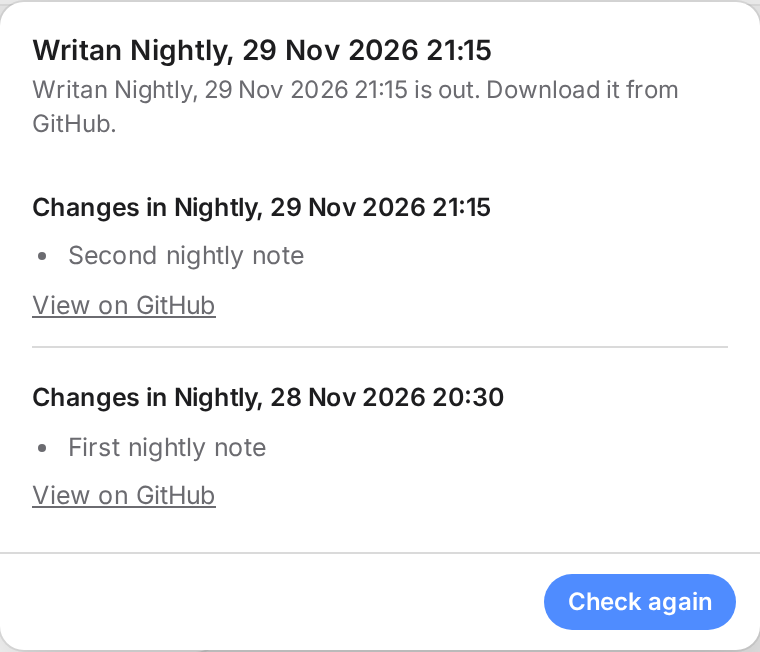 Writan Nightly, 29 Nov 2026 21:15
Writan Nightly, 29 Nov 2026 21:15 is out. Download it from
GitHub.
Changes in Nightly, 29 Nov 2026 21:15
• Second nightly note
View on GitHub
Changes in Nightly, 28 Nov 2026 20:30
• First nightly note
View on GitHub
Check again